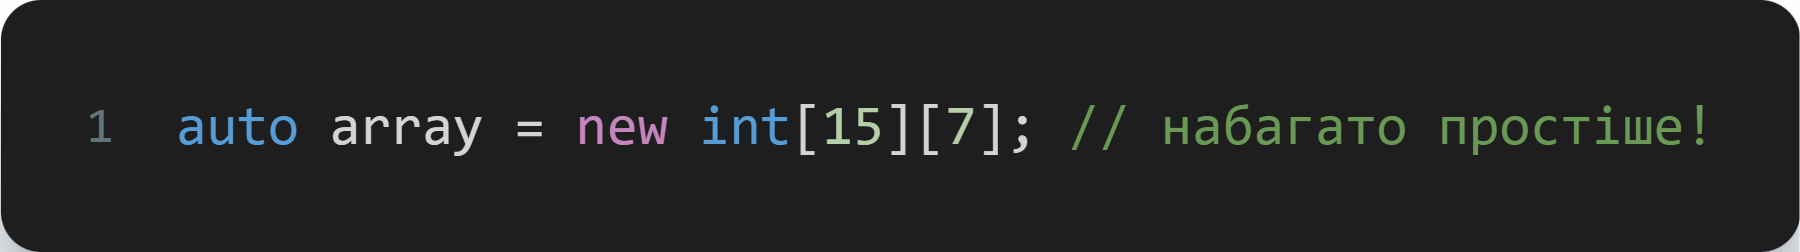 1 auto array = new int[15][7]; // набагато простіше!